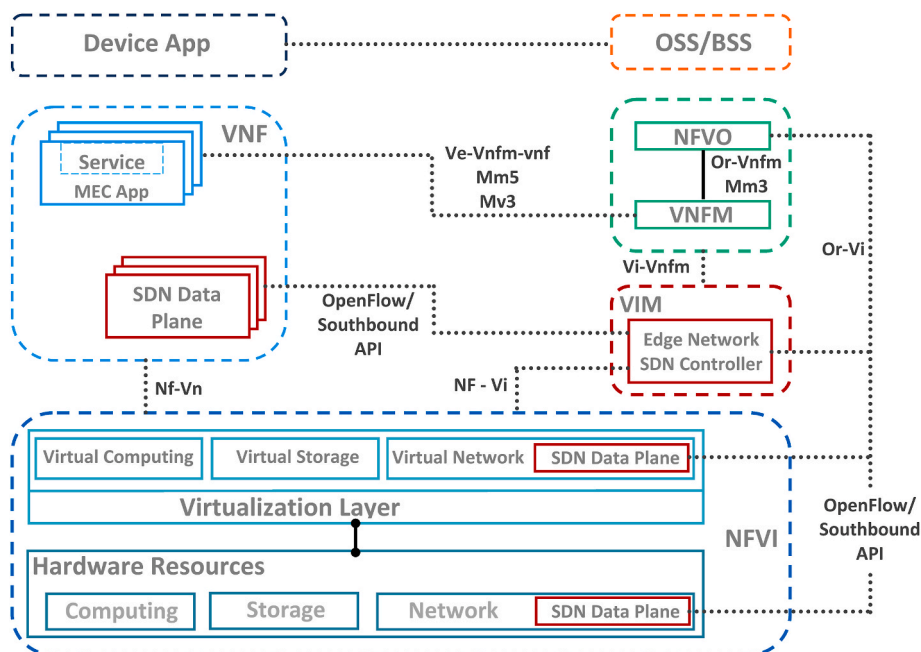 Device App
OSS/BSS
VNF
Service
MEC App
Ve-Vnfm-vnf
Mm5
Mv3
NFVO
Or-Vnfm
Mm3
VNFM
Or-Vi
Vi-Vnfm
SDN Data
Plane
OpenFlow/
Southbound
API
VIM
Edge Network
SDN Controller
Nf-Vn
NF - Vi
Virtual Computing
Virtual Storage
Virtual Network
SDN Data Plane
Virtualization Layer
NFVI
OpenFlow/
Southbound
API
Hardware Resources
Computing
Storage
Network
SDN Data Plane